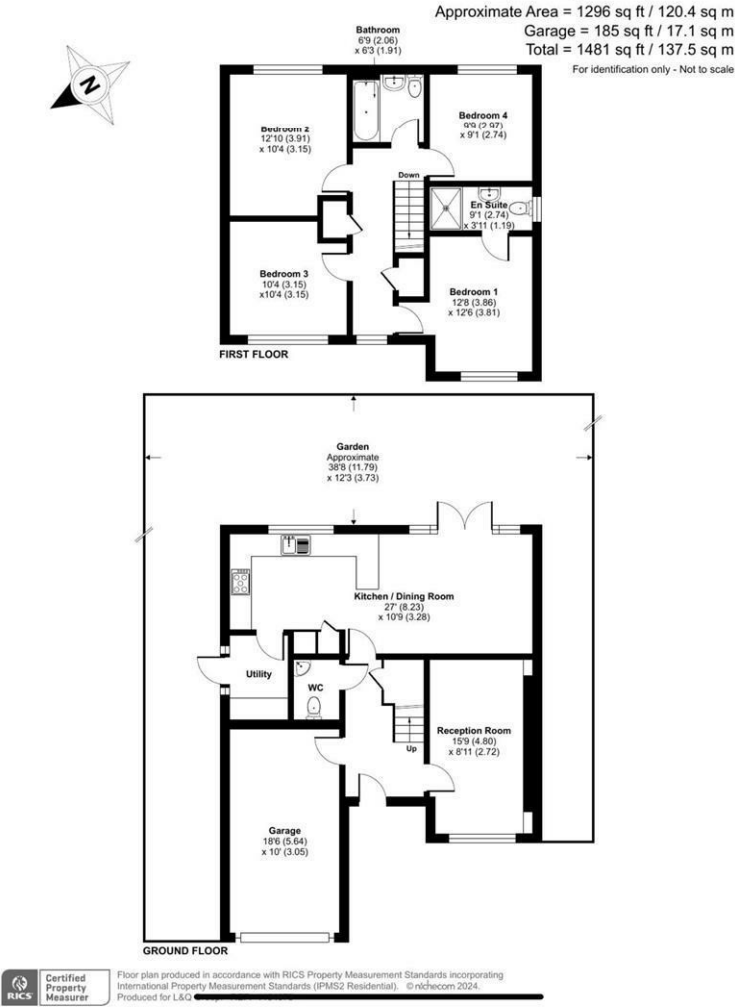 Approximate Area = 1296 sq ft / 120.4 sq m
Garage = 185 sq ft / 17.1 sq m
Total = 1481 sq ft / 137.5 sq m
For identification only - Not to scale
N
Bathroom
6'9 (2.06)
x 6'3 (1.91)
Bedroom 2
12'10 (3.91)
x 10'4 (3.15)
Bedroom 4
9'9 (2.97)
x 9'1 (2.74)
Down
En Suite
9'1 (2.74)
x 3'11 (1.19)
Bedroom 3
10'4 (3.15)
x10'4 (3.15)
Bedroom 1
12'8 (3.86)
x 12'6 (3.81)
FIRST FLOOR
Garden
Approximate
38'8 (11.79)
x 12'3 (3.73)
Kitchen / Dining Room
27' (8.23)
x 10'9 (3.28)
Utility
WC
Reception Room
15'9 (4.80)
x 8'11 (2.72)
Up
Garage
18'6 (5.64)
x 10' (3.05)
GROUND FLOOR
RICS
Certified
Property
Measurer
Floor plan produced in accordance with RICS Property Measurement Standards incorporating
International Property Measurement Standards (IPMS2 Residential). © nichecom 2024.
Produced for L&Q